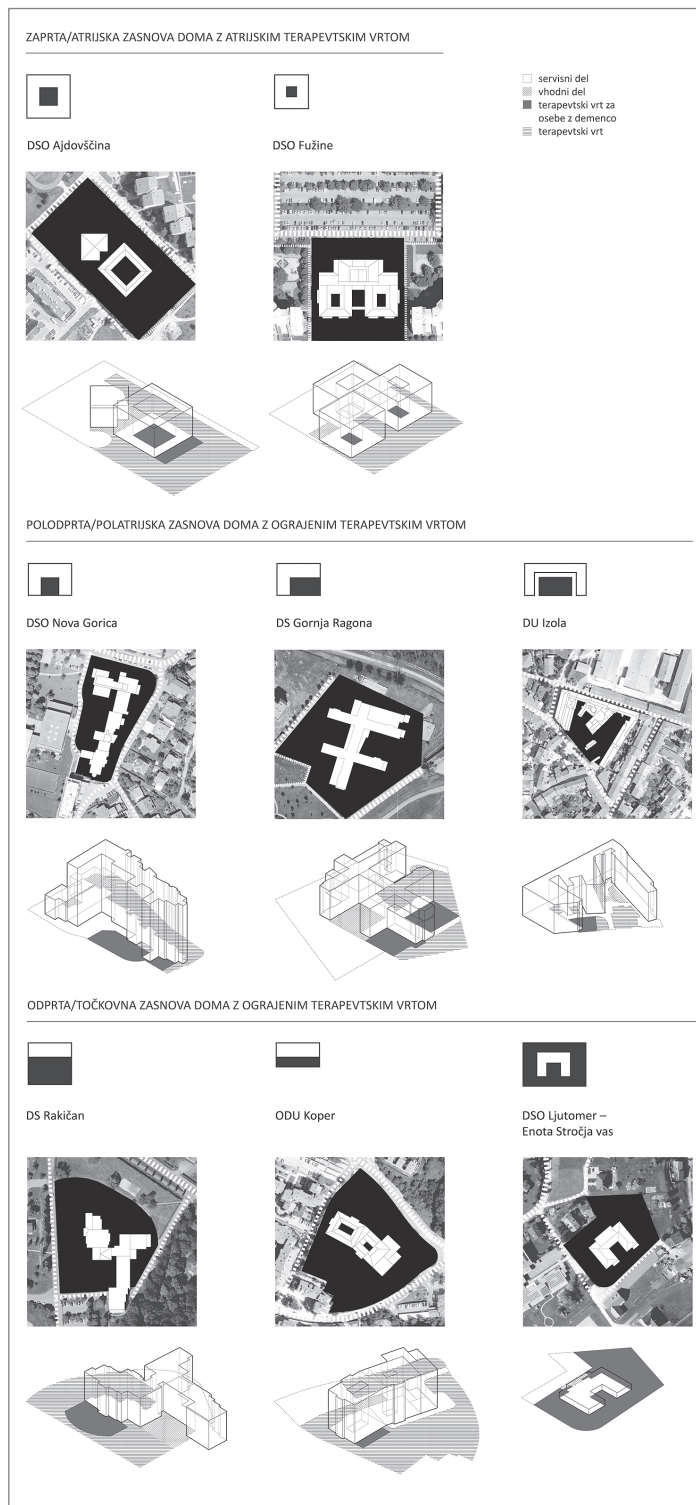 ZAPRTA/ATRIJSKA ZASNOVA DOMA Z ATRIJSKIM TERAPEVTSKIM VRTOM
servisni del
vhodni del
terapevtski vrt za
osebe z demenco
terapevtski vrt
DSO Ajdovščina
DSO Fužine
POLODPRTA/POLATRIJSKA ZASNOVA DOMA Z OGRAJENIM TERAPEVTSKIM VRTOM
DSO Nova Gorica
DS Gornja Ragona
DU Izola
ODPRTA/TOČKOVNA ZASNOVA DOMA Z OGRAJENIM TERAPEVTSKIM VRTOM
DS Rakičan
ODU Koper
DSO Ljutomer –
Enota Stročja vas